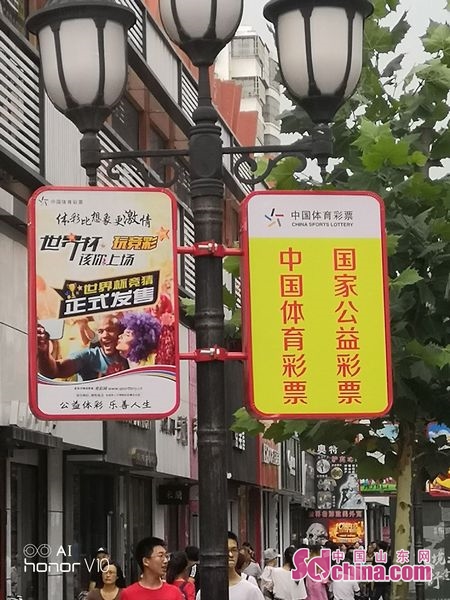 中国体育彩票
体彩比想象更激情
世界杯 玩竞彩
该你上场
世界杯竞猜
正式发售
公益体彩 乐善人生
中国体育彩票
CHINA SPORTS LOTTERY
国家公益彩票
中国体育彩票
AI
honor V10
中国山东网
sdchina.com